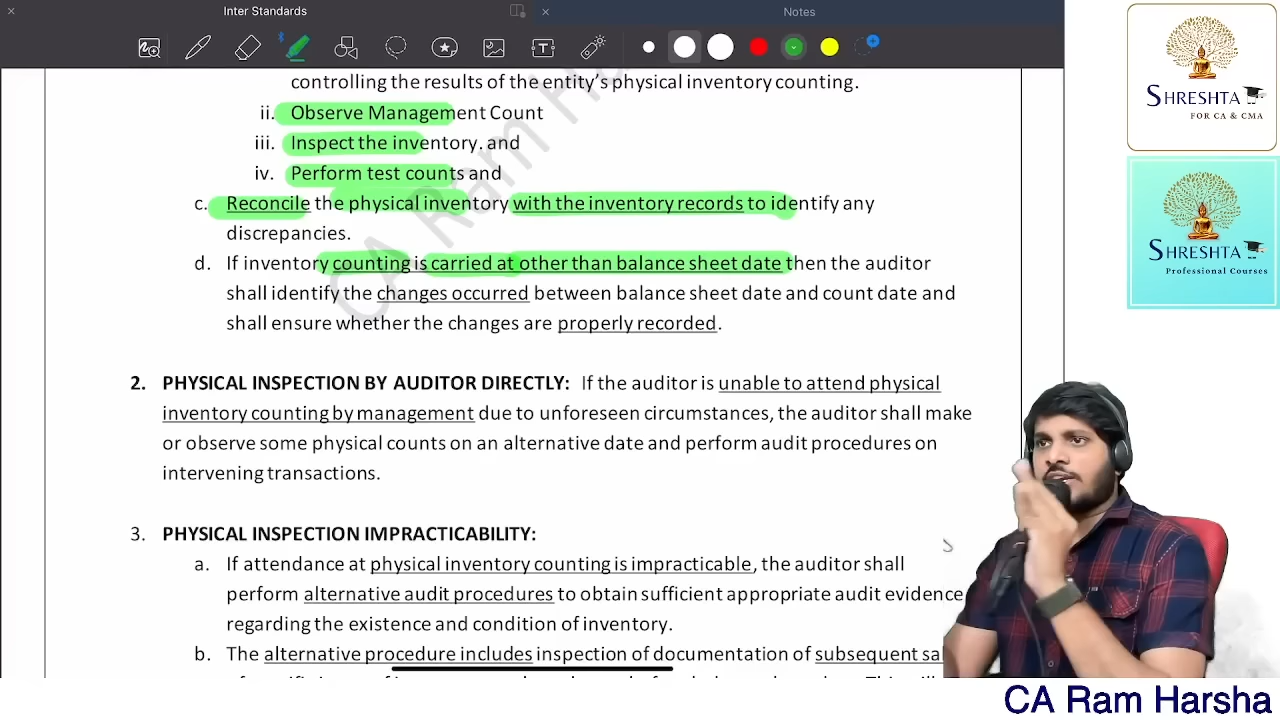 Inter Standards
Notes
controlling the results of the entity's physical inventory counting.
ii. Observe Management Count
iii. Inspect the inventory. and
iv. Perform test counts and
c. Reconcile the physical inventory with the inventory records to identify any
discrepancies.
d. If inventory counting is carried at other than balance sheet date then the auditor
shall identify the changes occurred between balance sheet date and count date and
shall ensure whether the changes are properly recorded.
2. PHYSICAL INSPECTION BY AUDITOR DIRECTLY: If the auditor is unable to attend physical
inventory counting by management due to unforeseen circumstances, the auditor shall make
or observe some physical counts on an alternative date and perform audit procedures on
intervening transactions.
3. PHYSICAL INSPECTION IMPRACTICABILITY:
a. If attendance at physical inventory counting is impracticable, the auditor shall
perform alternative audit procedures to obtain sufficient appropriate audit evidence
regarding the existence and condition of inventory.
b. The alternative procedure includes inspection of documentation of subsequent
CA Ram
SHRESHTA
FOR CA & CMA
SHRESHTA
Professional Courses
CA Ram Harsha